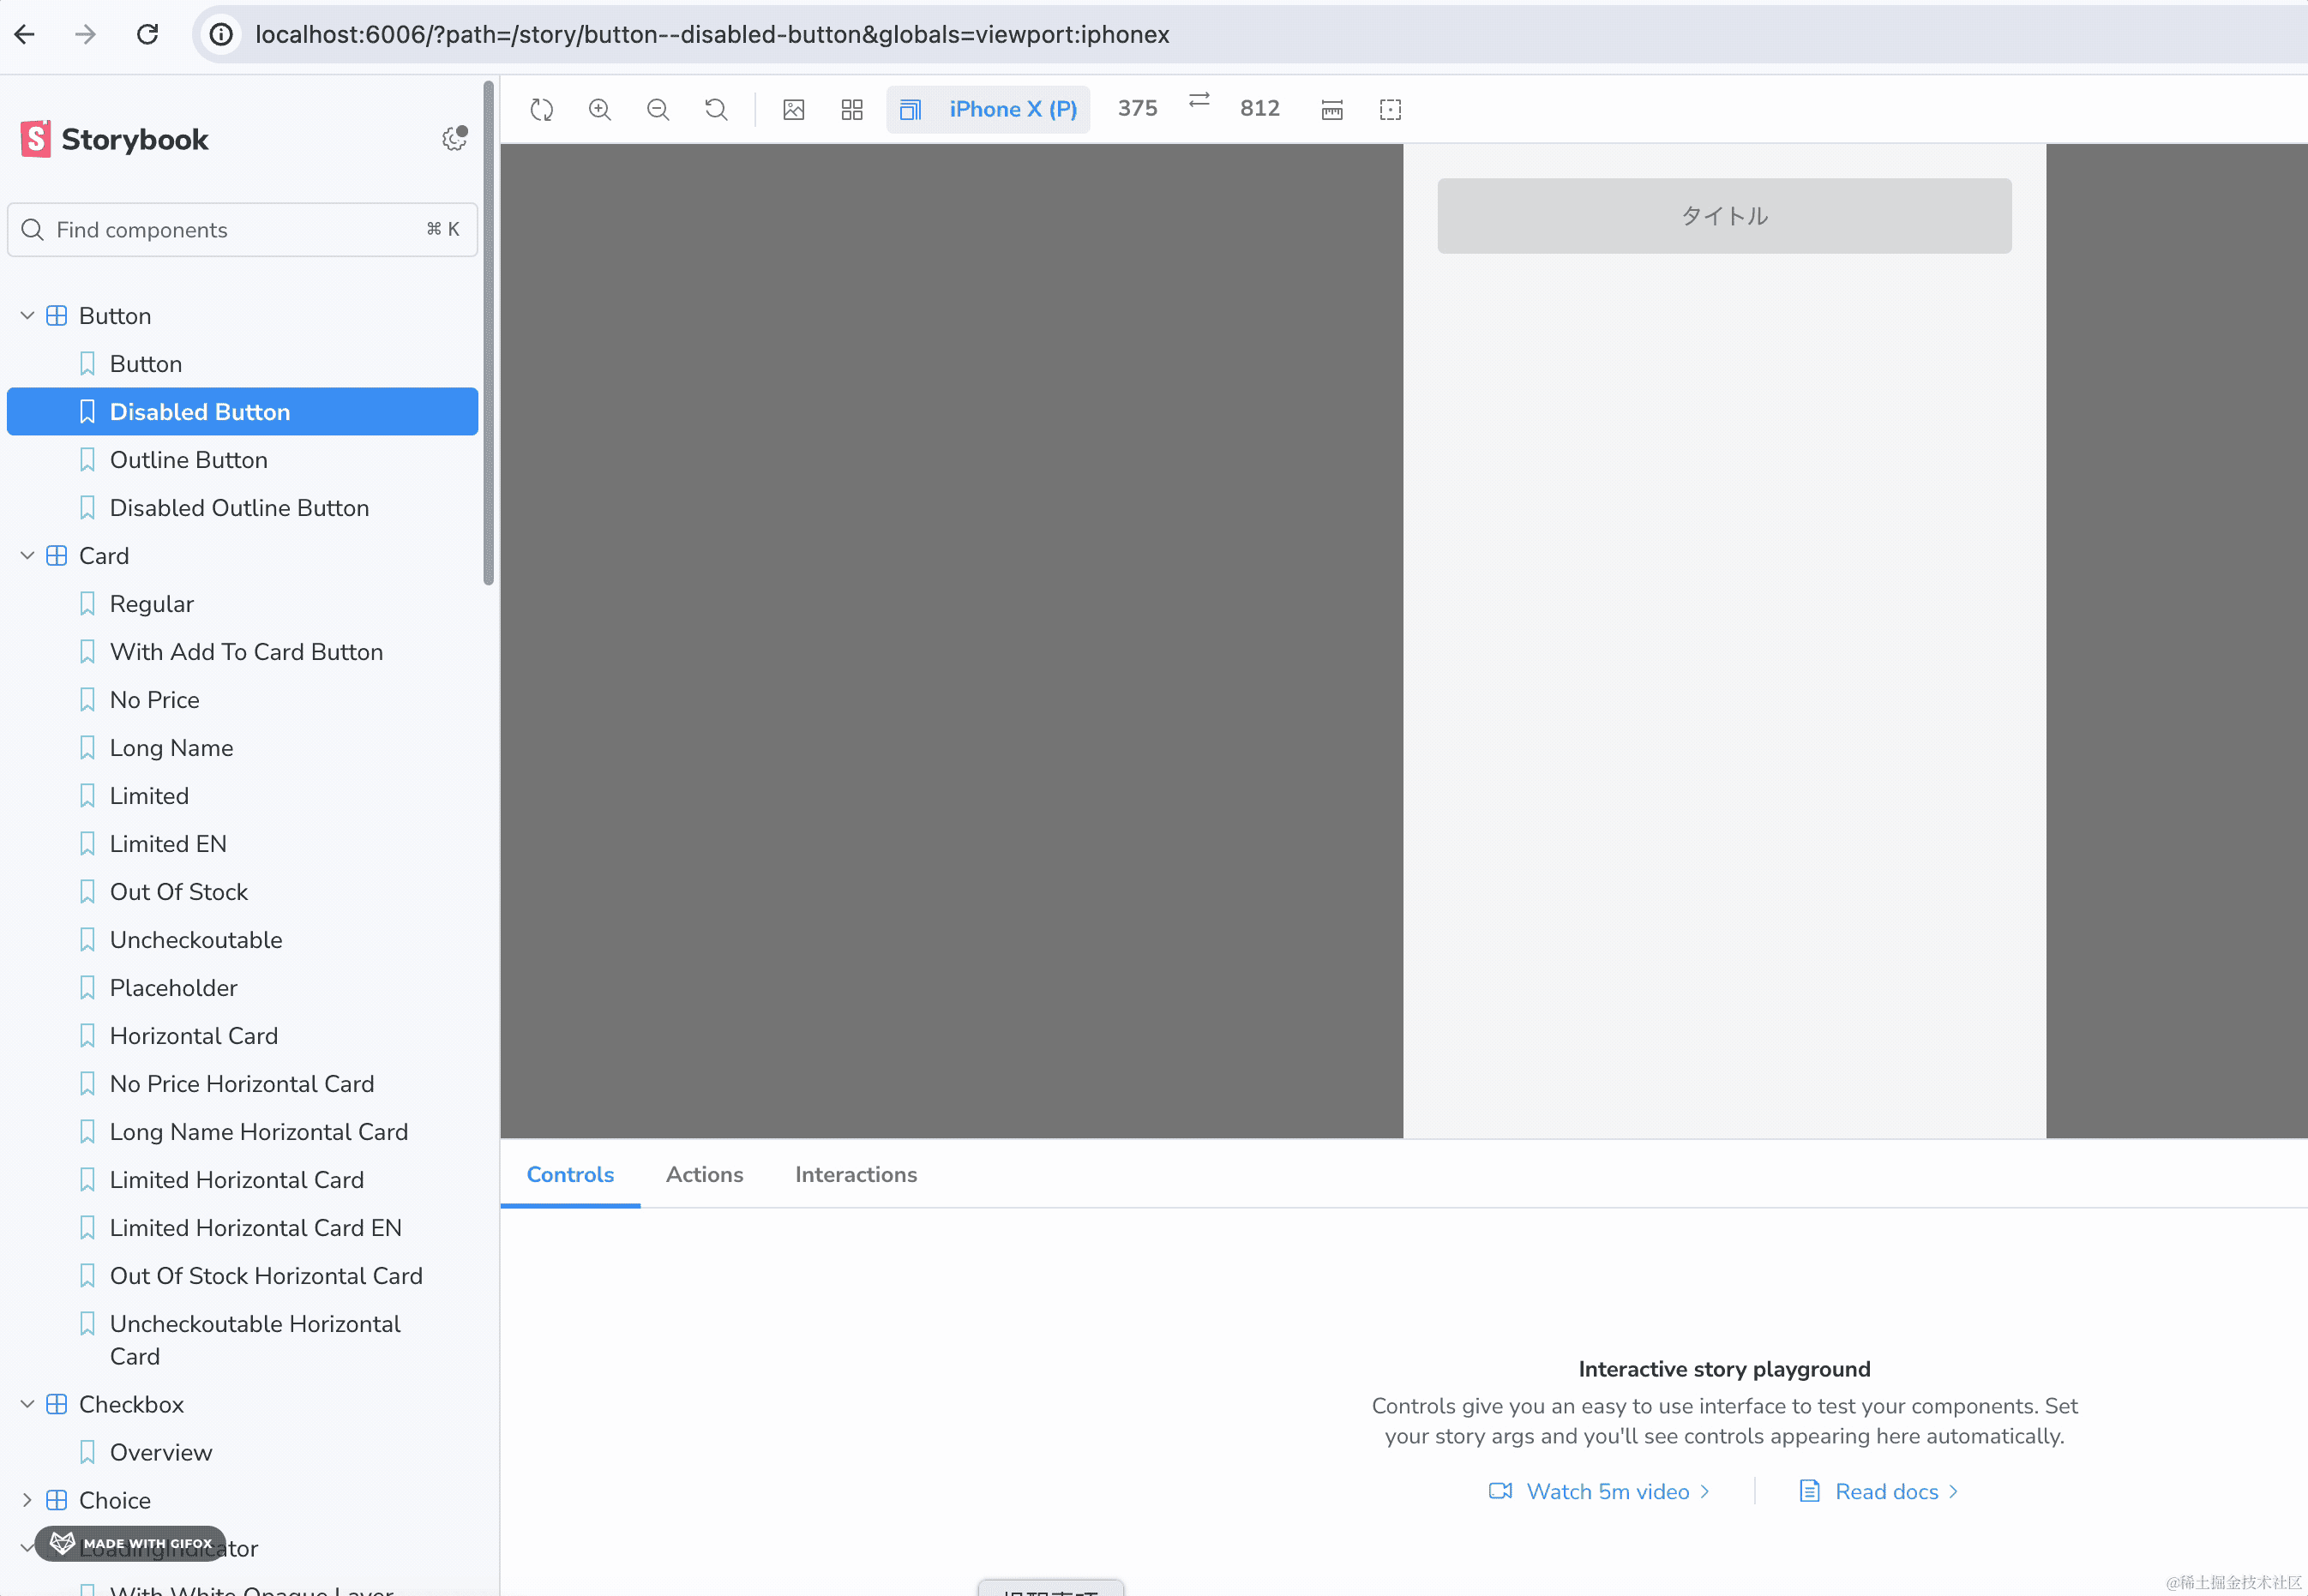 localhost:6006/?path=/story/button--disabled-button&globals=viewport:iphonex
Storybook
Find components
⌘ K
iPhone X (P)
375
812
タイトル
Button
Button
Disabled Button
Outline Button
Disabled Outline Button
Card
Regular
With Add To Card Button
No Price
Long Name
Limited
Limited EN
Out Of Stock
Uncheckoutable
Placeholder
Horizontal Card
No Price Horizontal Card
Long Name Horizontal Card
Limited Horizontal Card
Limited Horizontal Card EN
Out Of Stock Horizontal Card
Uncheckoutable Horizontal
Card
Checkbox
Overview
Choice
LoadingIndicator
MADE WITH GIFOX
With White Opaque Layer
Controls
Actions
Interactions
Interactive story playground
Controls give you an easy to use interface to test your components. Set
your story args and you'll see controls appearing here automatically.
Watch 5m video
Read docs
@稀土掘金技术社区